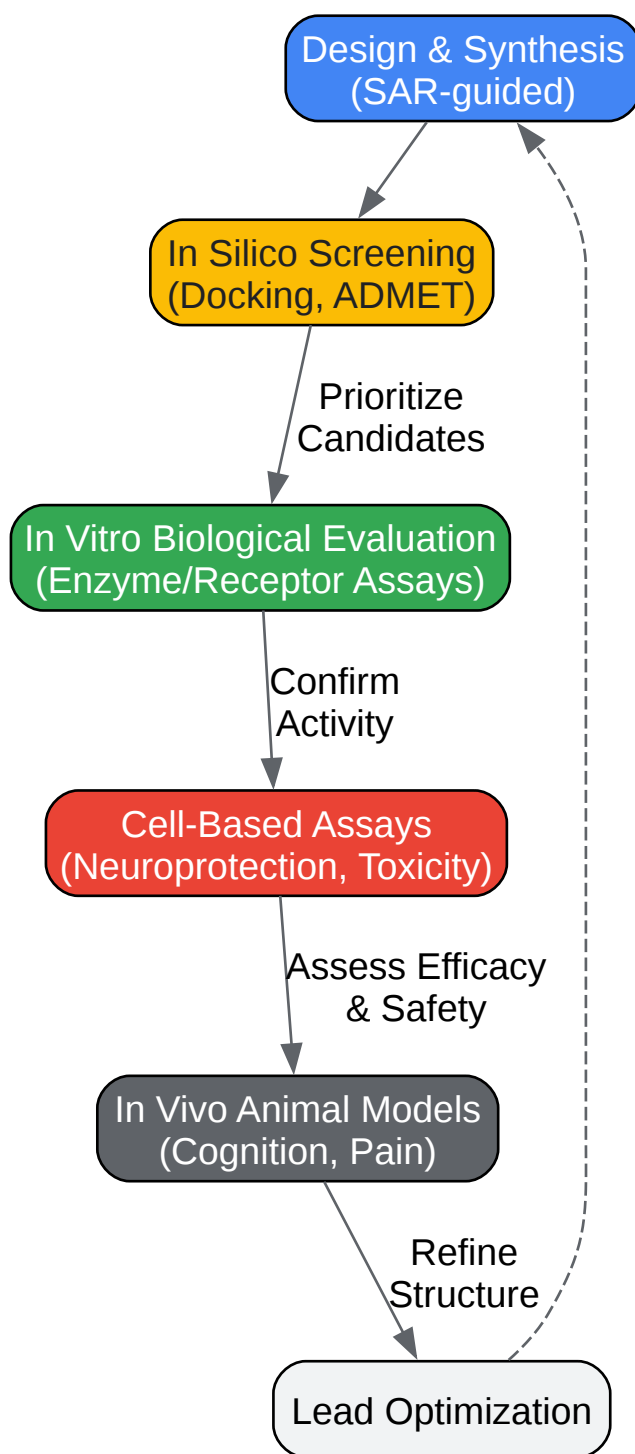 Design & Synthesis
(SAR-guided)
In Silico Screening
(Docking, ADMET)
Prioritize
Candidates
In Vitro Biological Evaluation
(Enzyme/Receptor Assays)
Confirm
Activity
Cell-Based Assays
(Neuroprotection, Toxicity)
Assess Efficacy
& Safety
In Vivo Animal Models
(Cognition, Pain)
Refine
Structure
Lead Optimization